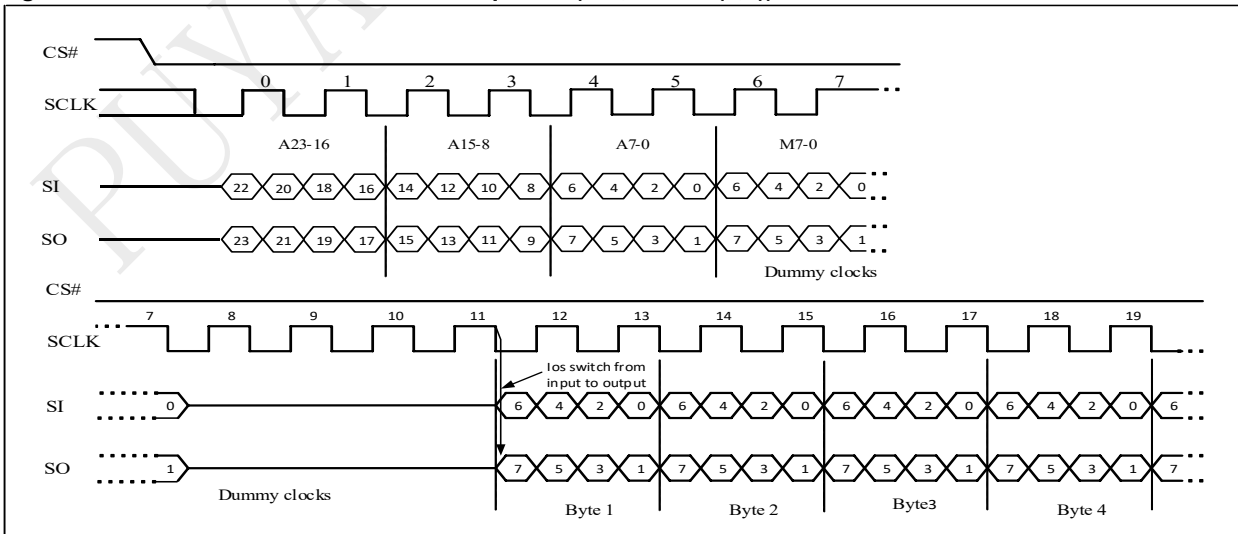 PUYA
CS#
SCLK
0 1 2 3 4 5 6 7
A23-16 A15-8 A7-0 M7-0
SI
22 20 18 16 14 12 10 8 6 4 2 0 6 4 2 0
SO
23 21 19 17 15 13 11 9 7 5 3 1 7 5 3 1
Dummy clocks
CS#
7 8 9 10 11 12 13 14 15 16 17 18 19
SCLK
Ios switch from
input to output
SI
0 6 4 2 0 6 4 2 0 6 4 2 0 6 4 2 0 6
SO
1 7 5 3 1 7 5 3 1 7 5 3 1 7 5 3 1 7
Dummy clocks
Byte 1 Byte 2 Byte3 Byte 4